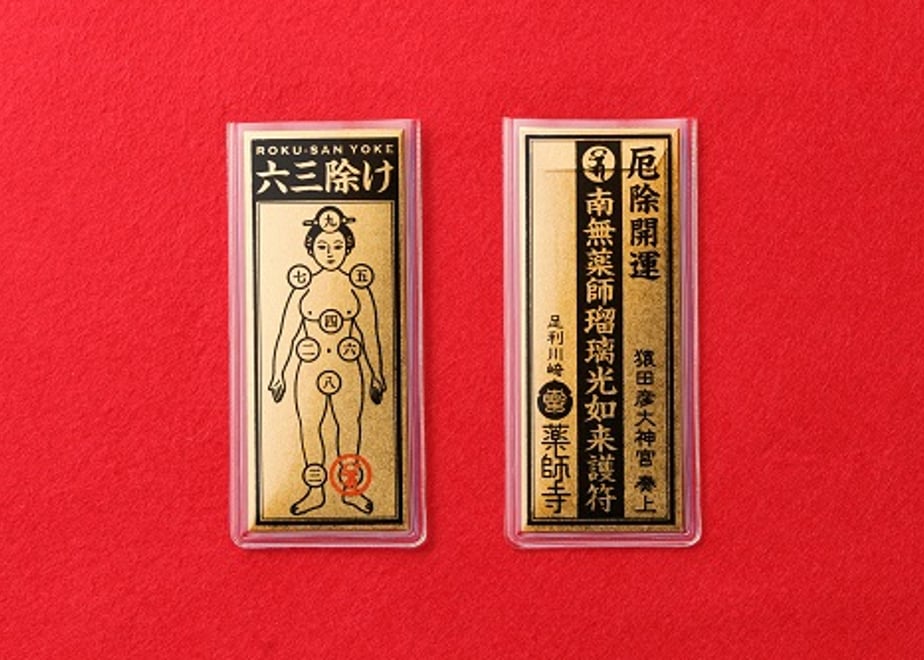 ROKU-SAN YOKE
六三除け
九
七
五
四
二・六
八
三
厄除開運
猿田彦大神宮 奏上
南無薬師瑠璃光如来護符
足利川崎
薬師寺